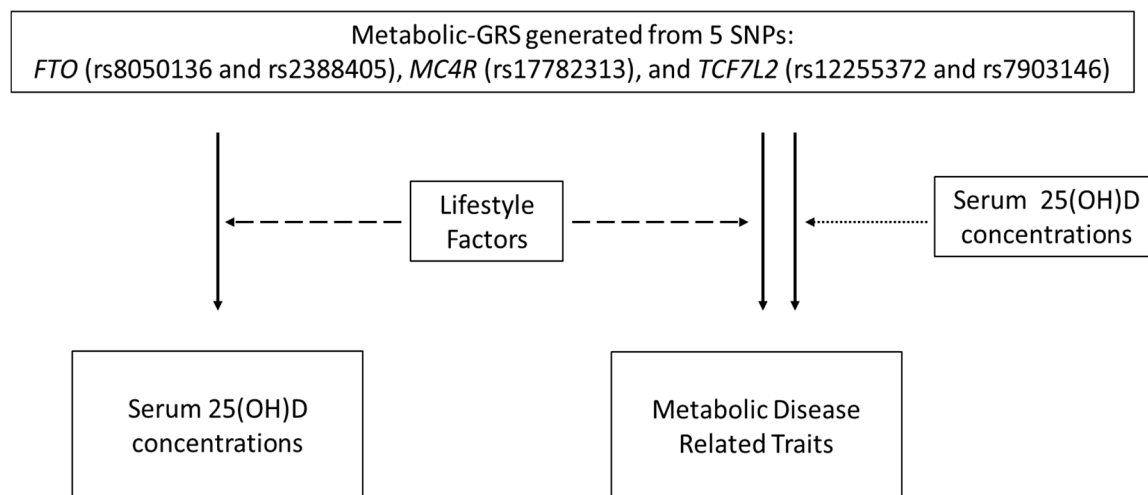 Metabolic-GRS generated from 5 SNPs:
FTO (rs8050136 and rs2388405), MC4R (rs17782313), and TCF7L2 (rs12255372 and rs7903146)
Lifestyle
Factors
Serum 25(OH)D
concentrations
Serum 25(OH)D
concentrations
Metabolic Disease
Related Traits